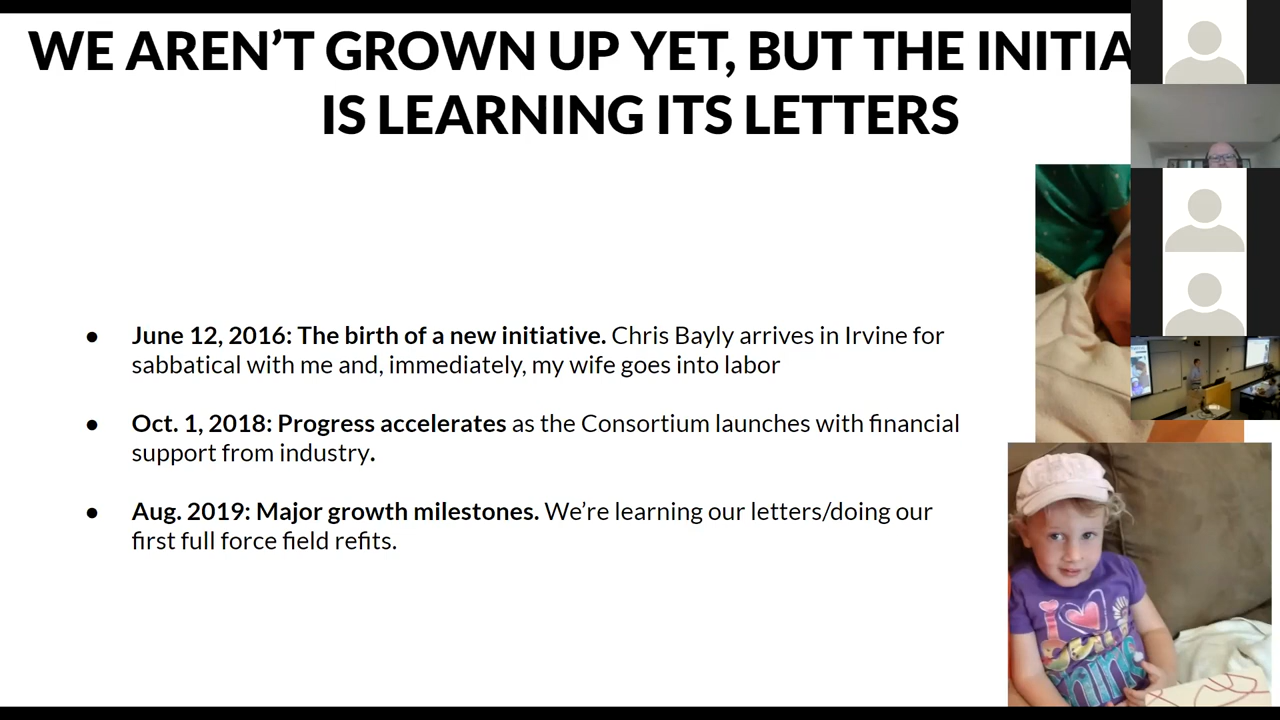 WE AREN’T GROWN UP YET, BUT THE INITIA
IS LEARNING ITS LETTERS
● June 12, 2016: The birth of a new initiative. Chris Bayly arrives in Irvine for
sabbatical with me and, immediately, my wife goes into labor
● Oct. 1, 2018: Progress accelerates as the Consortium launches with financial
support from industry.
● Aug. 2019: Major growth milestones. We’re learning our letters/doing our
first full force field refits.
I